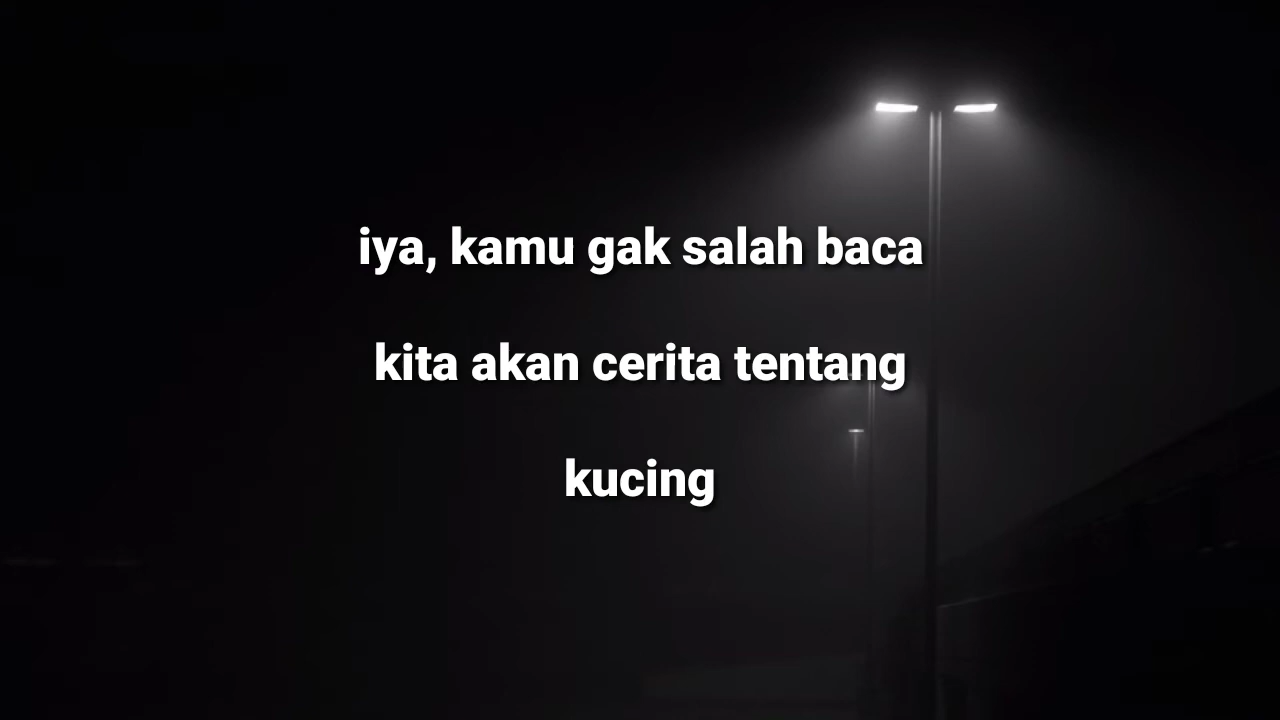 iya, kamu gak salah baca
kita akan cerita tentang
kucing